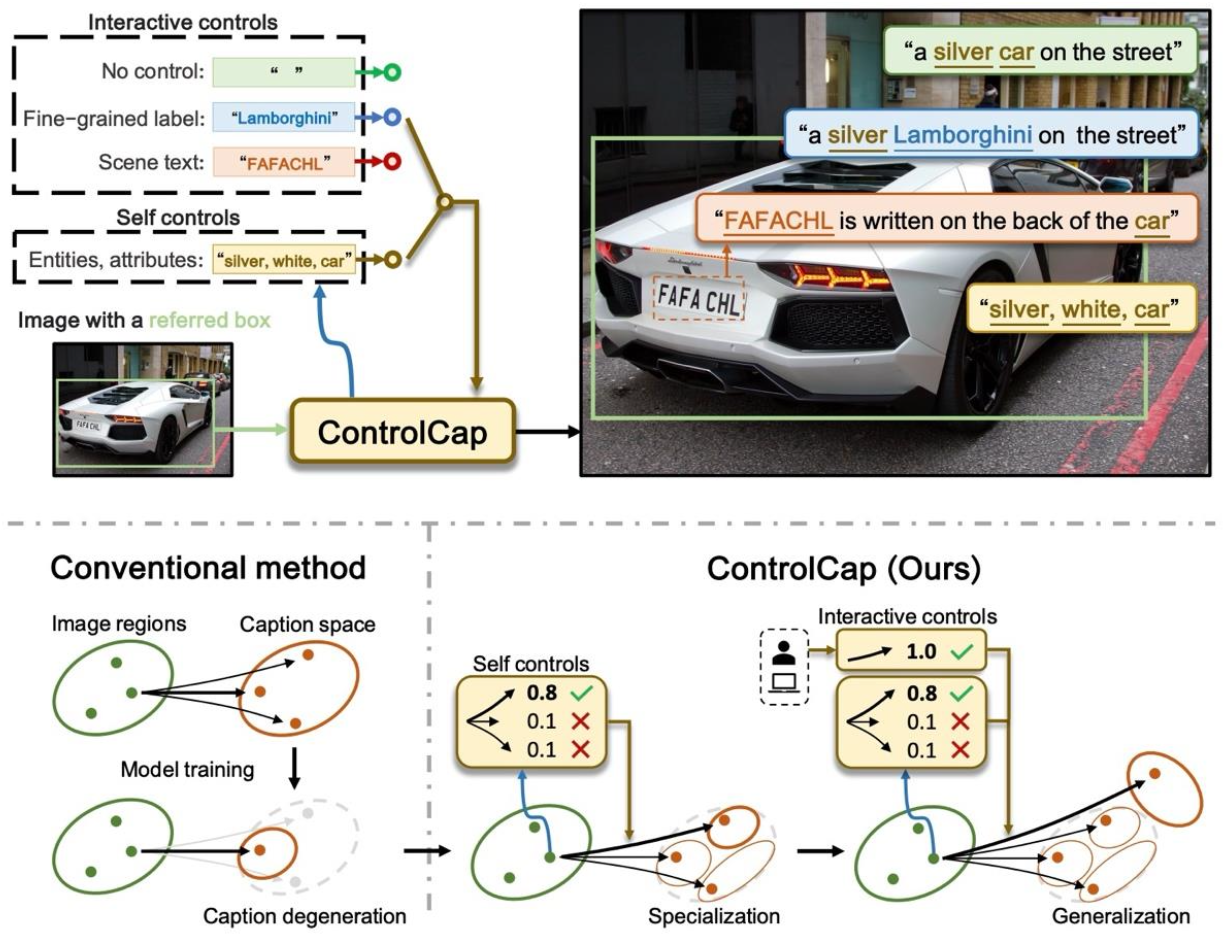 Interactive controls
No control: “ ”
Fine-grained label: “Lamborghini”
Scene text: “FAFACHL”
Self controls
Entities, attributes: “silver, white, car”
Image with a referred box
FAFA CHL
ControlCap
“a silver car on the street”
“a silver Lamborghini on the street”
“FAFACHL is written on the back of the car”
FAFA CHL
“silver, white, car”
Conventional method
Image regions
Caption space
Model training
Caption degeneration
ControlCap (Ours)
Self controls
0.8
0.1
0.1
Specialization
Interactive controls
1.0
0.8
0.1
0.1
Generalization